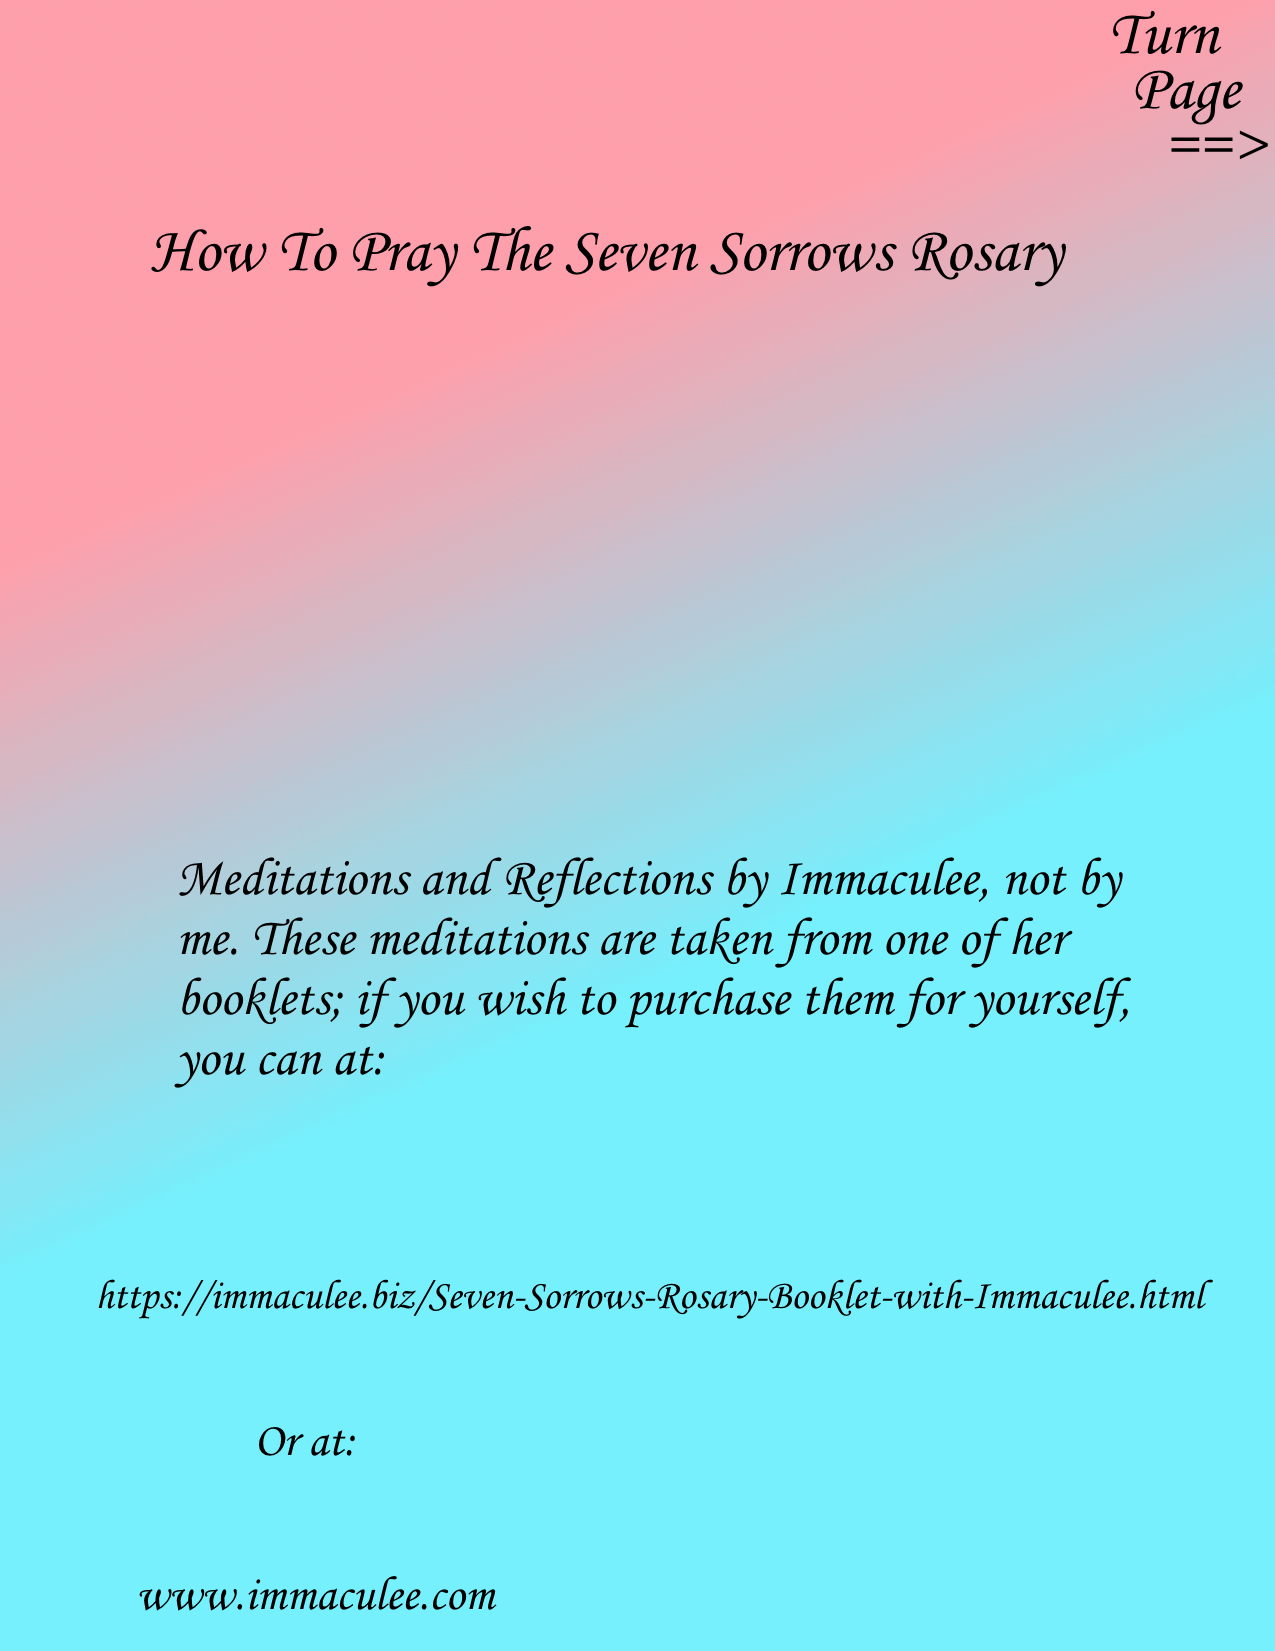 Turn
Page
==>
How To Pray The Seven Sorrows Rosary
Meditations and Reflections by Immaculee, not by
me. These meditations are taken from one of her
booklets; if you wish to purchase them for yourself,
you can at:
https://immaculee.biz/Seven-Sorrows-Rosary-Booklet-with-Immaculee.html
Or at:
www.immaculee.com